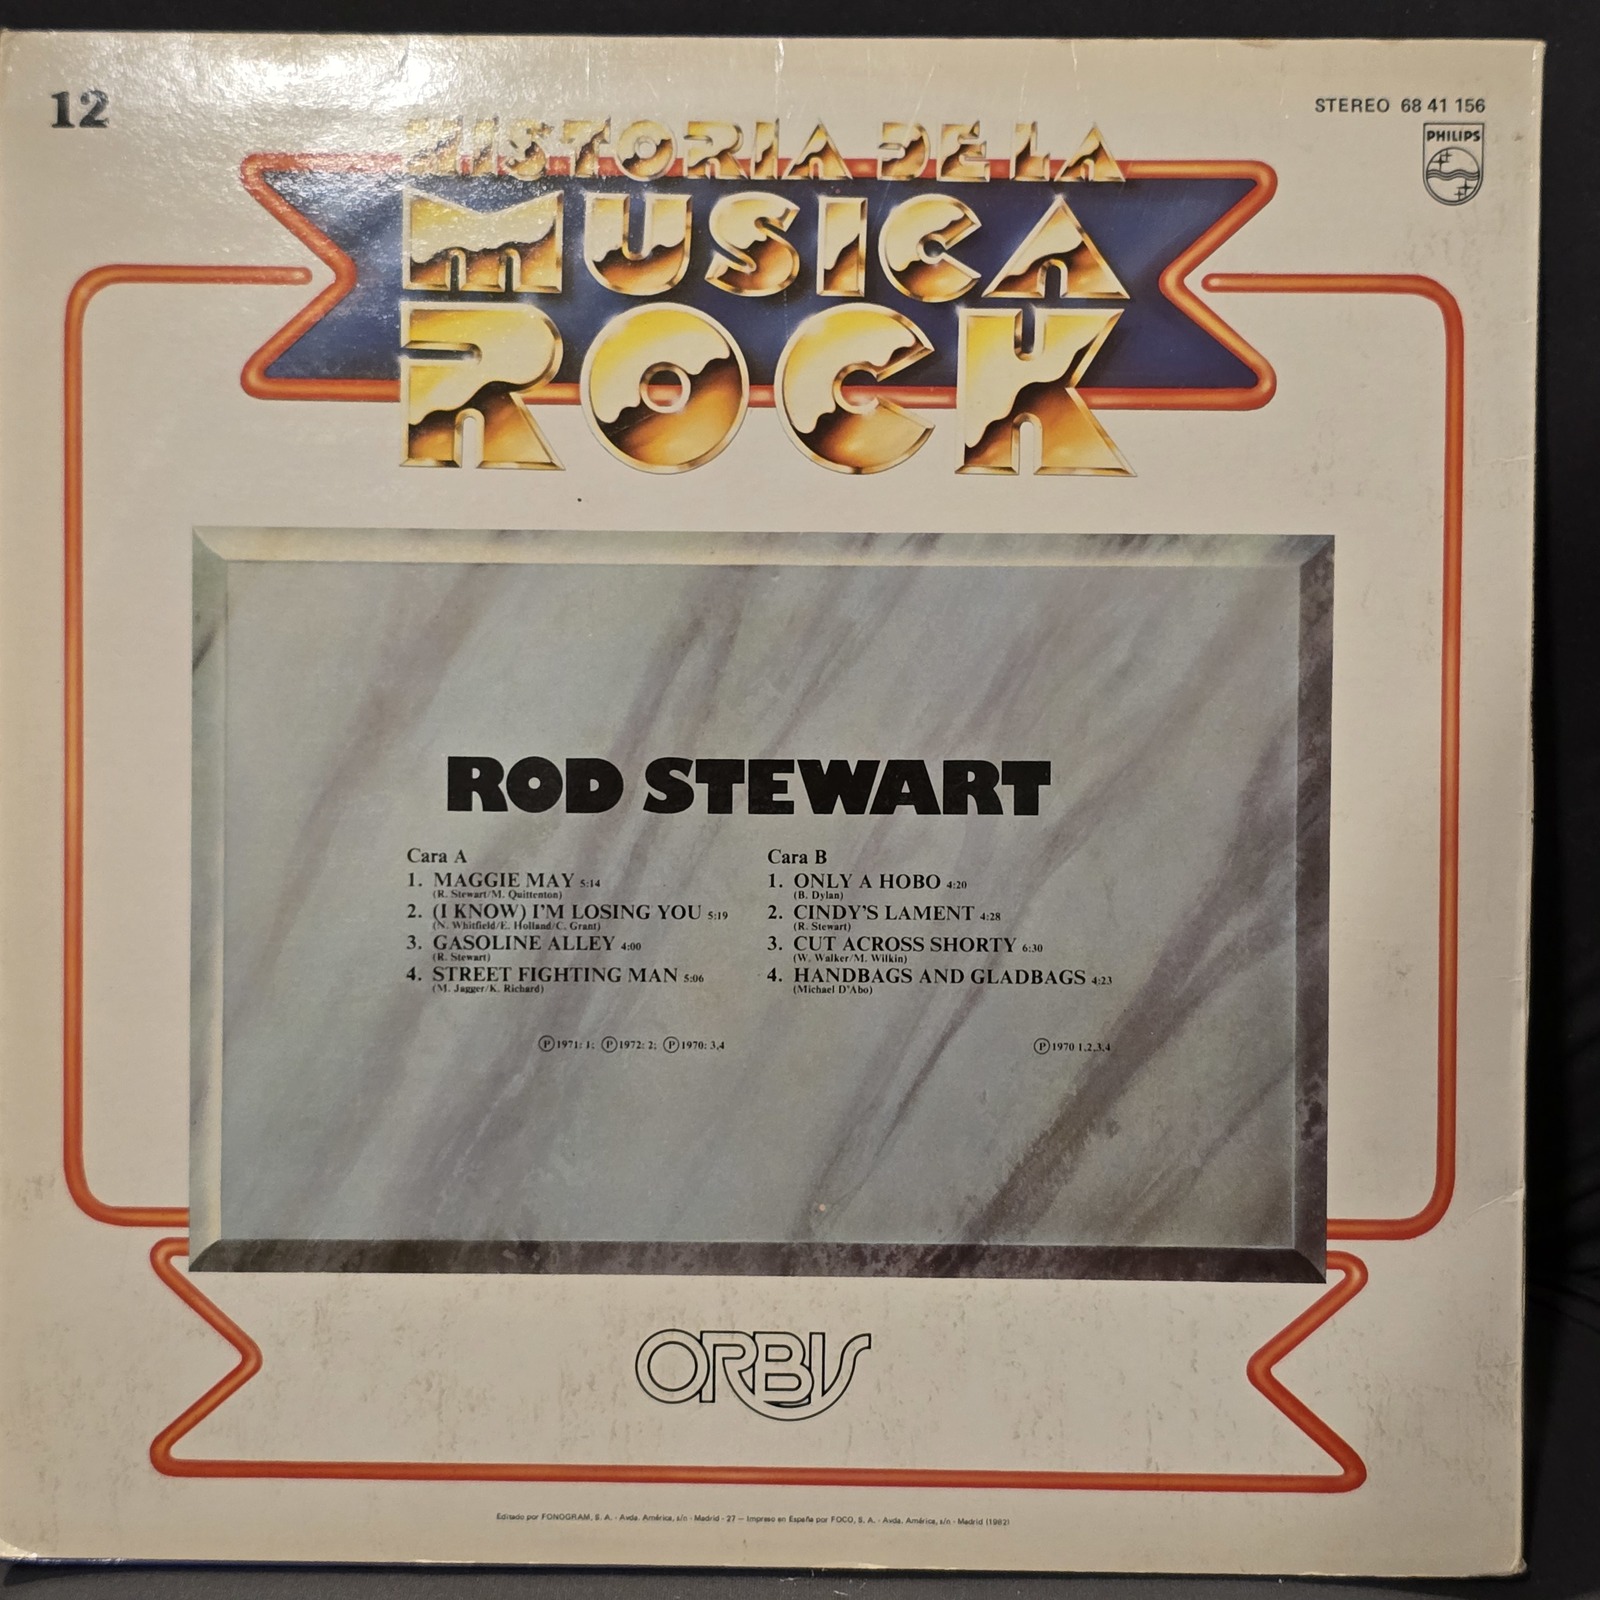 12
STEREO 68 41 156
PHILIPS
HISTORIA DE LA
MUSICA
ROCK
ROD STEWART
Cara A
1. MAGGIE MAY 5:14
(R. Stewart/M. Quittenton)
2. (I KNOW) I'M LOSING YOU 5:19
(N. Whitfield/E. Holland/C. Grant)
3. GASOLINE ALLEY 4:00
(R. Stewart)
4. STREET FIGHTING MAN 5:06
(M. Jagger/K. Richard)
Ⓟ1971: 1; Ⓟ1972: 2; Ⓟ1970: 3,4
Cara B
1. ONLY A HOBO 4:20
(B. Dylan)
2. CINDY'S LAMENT 4:28
(R. Stewart)
3. CUT ACROSS SHORTY 6:30
(W. Walker/M. Wilkin)
4. HANDBAGS AND GLADBAGS 4:23
(Michael D'Abo)
Ⓟ1970 1,2,3,4
ORBIS
Editado por FONOGRAM, S. A. - Avda. América, s/n - Madrid - 27 — Impreso en España por FOCO, S. A. - Avda. América, s/n - Madrid (1982)